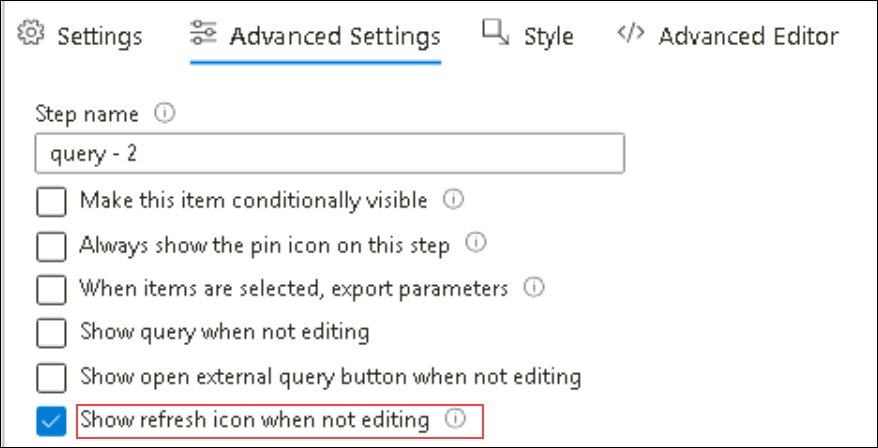 Settings Advanced Settings Style </> Advanced Editor
Step name
query - 2
Make this item conditionally visible
Always show the pin icon on this step
When items are selected, export parameters
Show query when not editing
Show open external query button when not editing
Show refresh icon when not editing